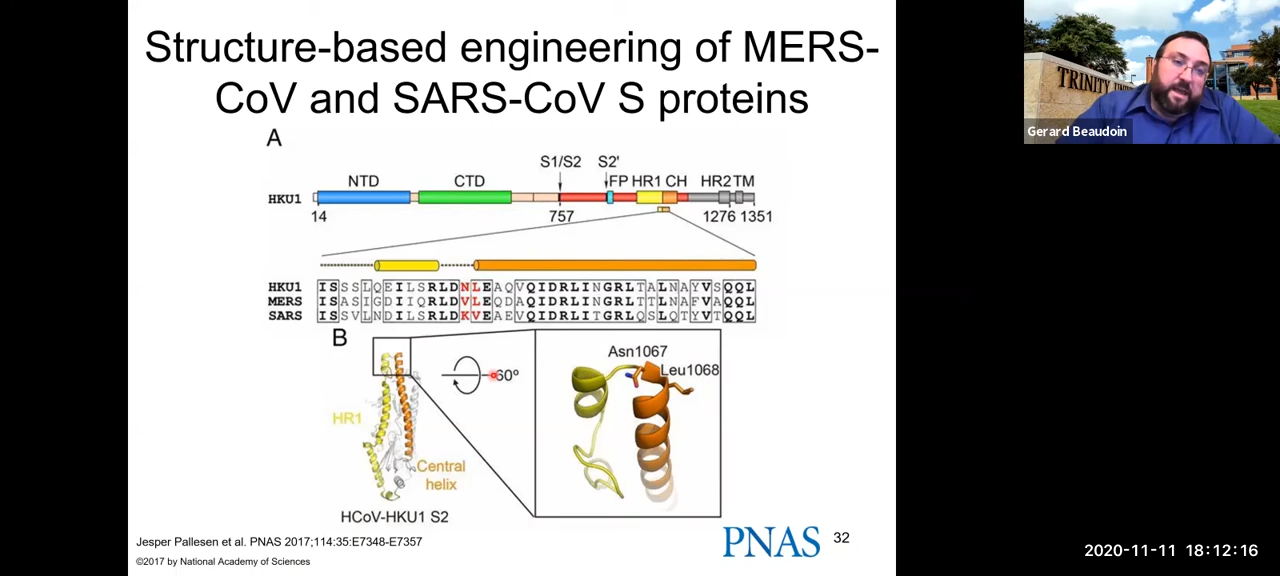 Structure-based engineering of MERS-
CoV and SARS-CoV S proteins
A
S1/S2 S2'
NTD CTD FP HR1 CH HR2 TM
HKU1
14 757 1276 1351
HKU1 ISSSLQEILSRLDNLEAQVQIDRLINGRLTALNAYVSQQL
MERS ISASIGDIIQRLDVLEQDAQIDRLINGRLTTLNAFVAQQL
SARS ISSVLNDILSRLDKVEAEVQIDRLITGRLQSLQTYVTQQL
B
60º
Asn1067
Leu1068
HR1
Central
helix
HCoV-HKU1 S2
Jesper Pallesen et al. PNAS 2017;114:35:E7348-E7357
©2017 by National Academy of Sciences
PNAS
32
TRINITY
Gerard Beaudoin
2020-11-11 18:12:16